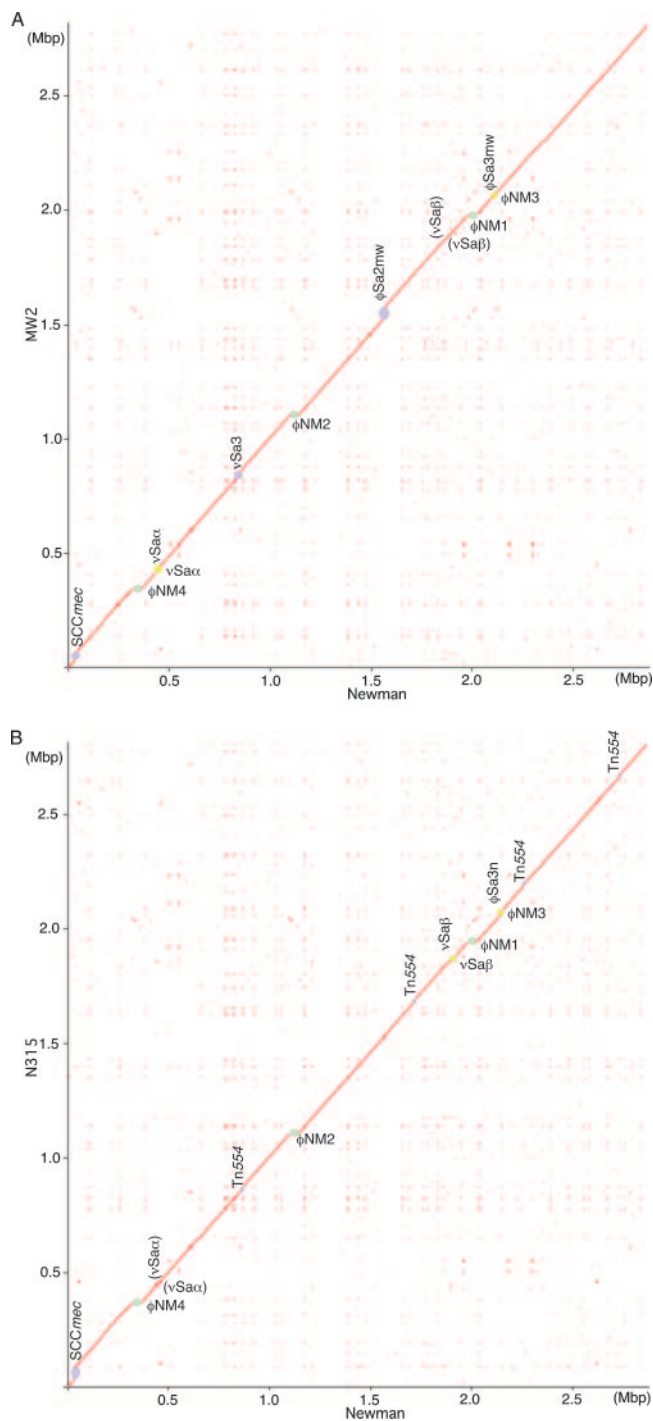 A
(Mbp)
2.5
ϕSa3mw
2.0
(νSaβ)
ϕNM3
ϕNM1
(νSaβ)
ϕSa2mw
MW2
1.5
ϕNM2
1.0
νSa3
0.5
νSaα
νSaα
ϕNM4
SCCmec
0.5
1.0
1.5
2.0
2.5
(Mbp)
Newman
B
(Mbp)
Tn554
2.5
Tn554
ϕSa3n
ϕNM3
2.0
νSaβ
ϕNM1
νSaβ
Tn554
N315
1.5
ϕNM2
1.0
Tn554
(νSaα)
0.5
(νSaα)
ϕNM4
SCCmec
0.5
1.0
1.5
2.0
2.5
(Mbp)
Newman